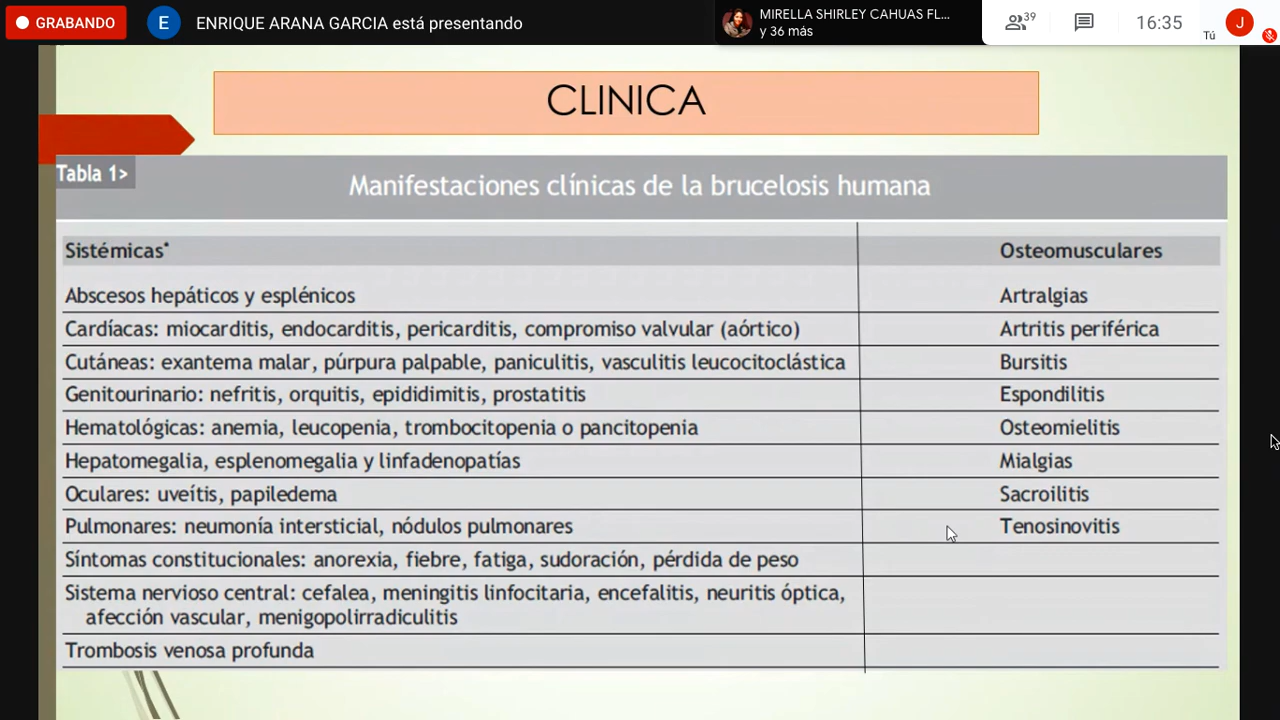 GRABANDO
E
ENRIQUE ARANA GARCIA está presentando
MIRELLA SHIRLEY CAHUAS FL...
y 36 más
39
16:35
Tú
J
CLINICA
Tabla 1>
Manifestaciones clínicas de la brucelosis humana
Sistémicas* Osteomusculares
Abscesos hepáticos y esplénicos Artralgias
Cardíacas: miocarditis, endocarditis, pericarditis, compromiso valvular (aórtico) Artritis periférica
Cutáneas: exantema malar, púrpura palpable, paniculitis, vasculitis leucocitoclástica Bursitis
Genitourinario: nefritis, orquitis, epididimitis, prostatitis Espondilitis
Hematológicas: anemia, leucopenia, trombocitopenia o pancitopenia Osteomielitis
Hepatomegalia, esplenomegalia y linfadenopatías Mialgias
Oculares: uveítis, papiledema Sacroilitis
Pulmonares: neumonía intersticial, nódulos pulmonares Tenosinovitis
Síntomas constitucionales: anorexia, fiebre, fatiga, sudoración, pérdida de peso
Sistema nervioso central: cefalea, meningitis linfocitaria, encefalitis, neuritis óptica,
afección vascular, menigopolirradiculitis
Trombosis venosa profunda